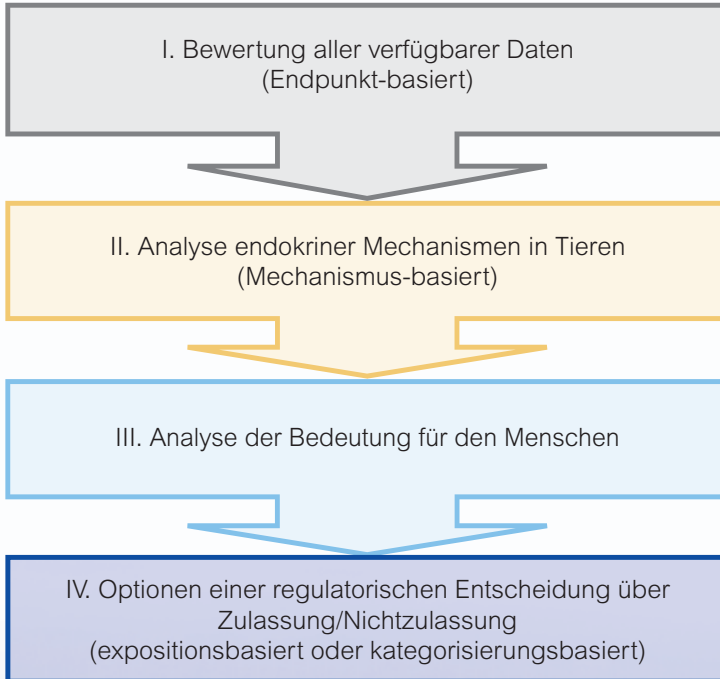 I. Bewertung aller verfügbarer Daten
(Endpunkt-basiert)
II. Analyse endokriner Mechanismen in Tieren
(Mechanismus-basiert)
III. Analyse der Bedeutung für den Menschen
IV. Optionen einer regulatorischen Entscheidung über
Zulassung/Nichtzulassung
(expositionsbasiert oder kategorisierungsbasiert)